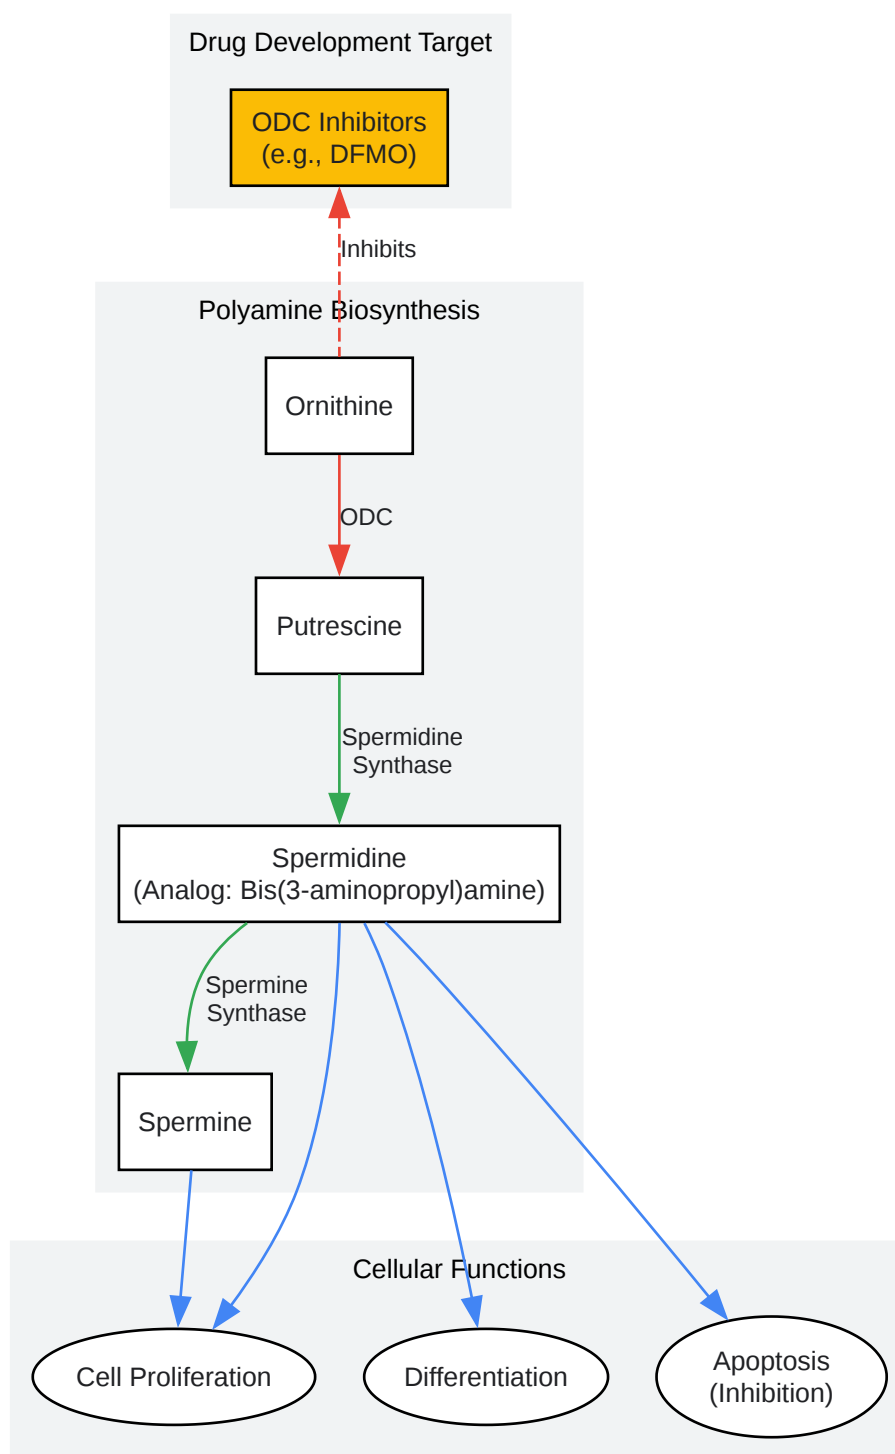 Drug Development Target
ODC Inhibitors
(e.g., DFMO)
Inhibits
Polyamine Biosynthesis
Ornithine
ODC
Putrescine
Spermidine
Synthase
Spermidine
(Analog: Bis(3-aminopropyl)amine)
Spermine
Synthase
Spermine
Cellular Functions
Cell Proliferation
Differentiation
Apoptosis
(Inhibition)